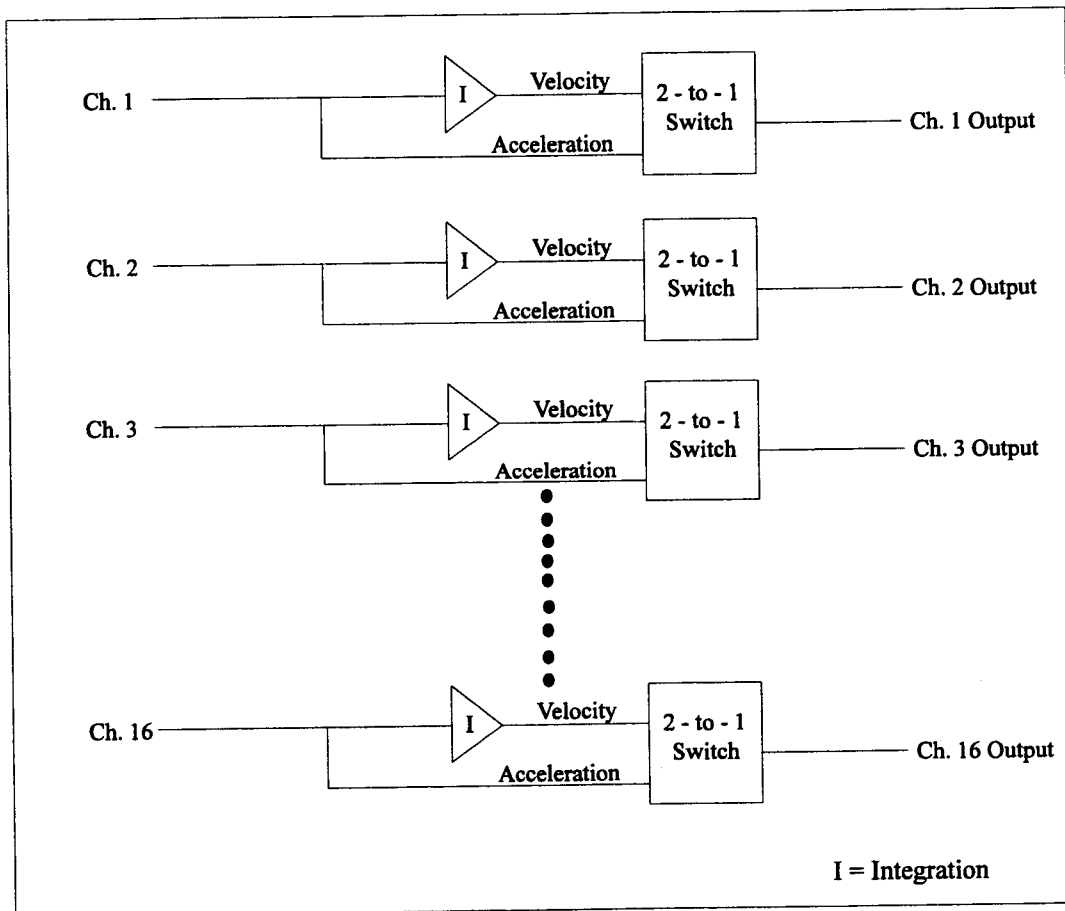 Ch. 1
I
Velocity
Acceleration
2 - to - 1
Switch
Ch. 1 Output
Ch. 2
I
Velocity
Acceleration
2 - to - 1
Switch
Ch. 2 Output
Ch. 3
I
Velocity
Acceleration
2 - to - 1
Switch
Ch. 3 Output
Ch. 16
I
Velocity
Acceleration
2 - to - 1
Switch
Ch. 16 Output
I = Integration